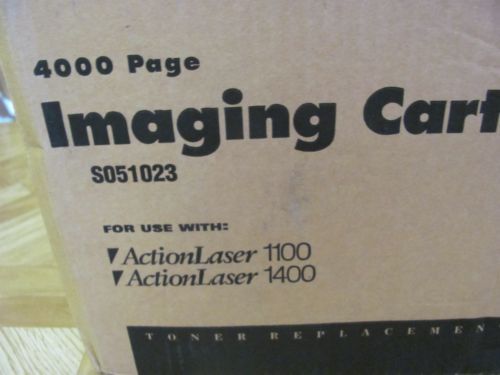 4000 Page
Imaging Cart
S051023
FOR USE WITH:
ActionLaser 1100
ActionLaser 1400
TONER REPLACEMEN